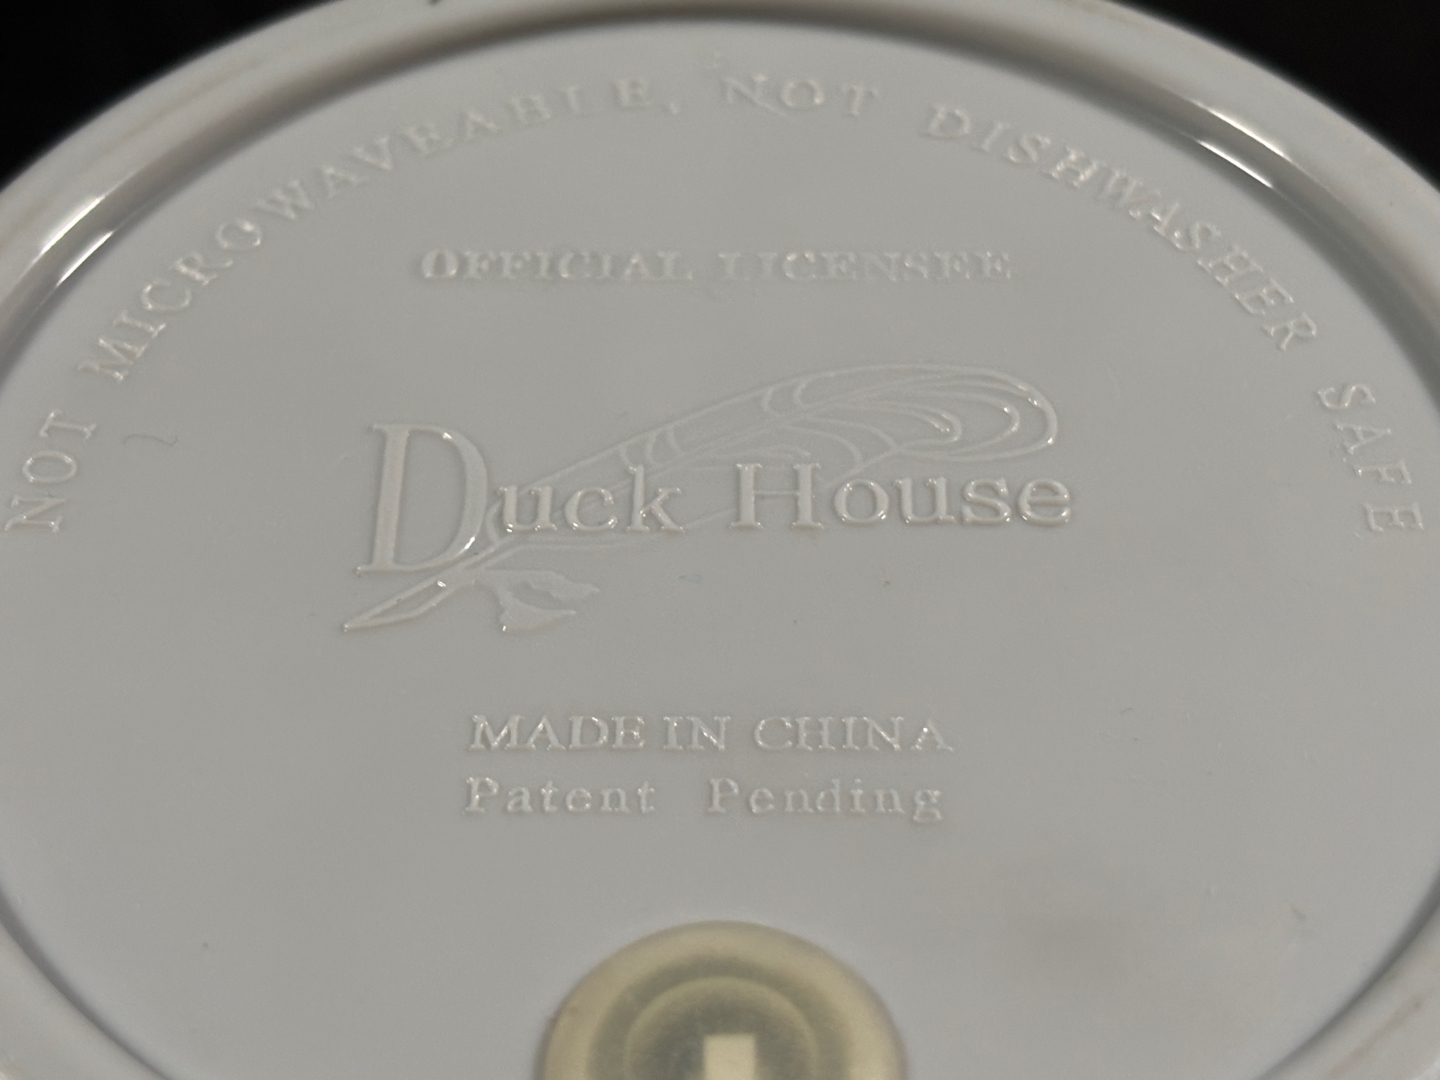 NOT MICROWAVEABLE, NOT DISHWASHER SAFE
OFFICIAL LICENSEE
Duck House
MADE IN CHINA
Patent Pending